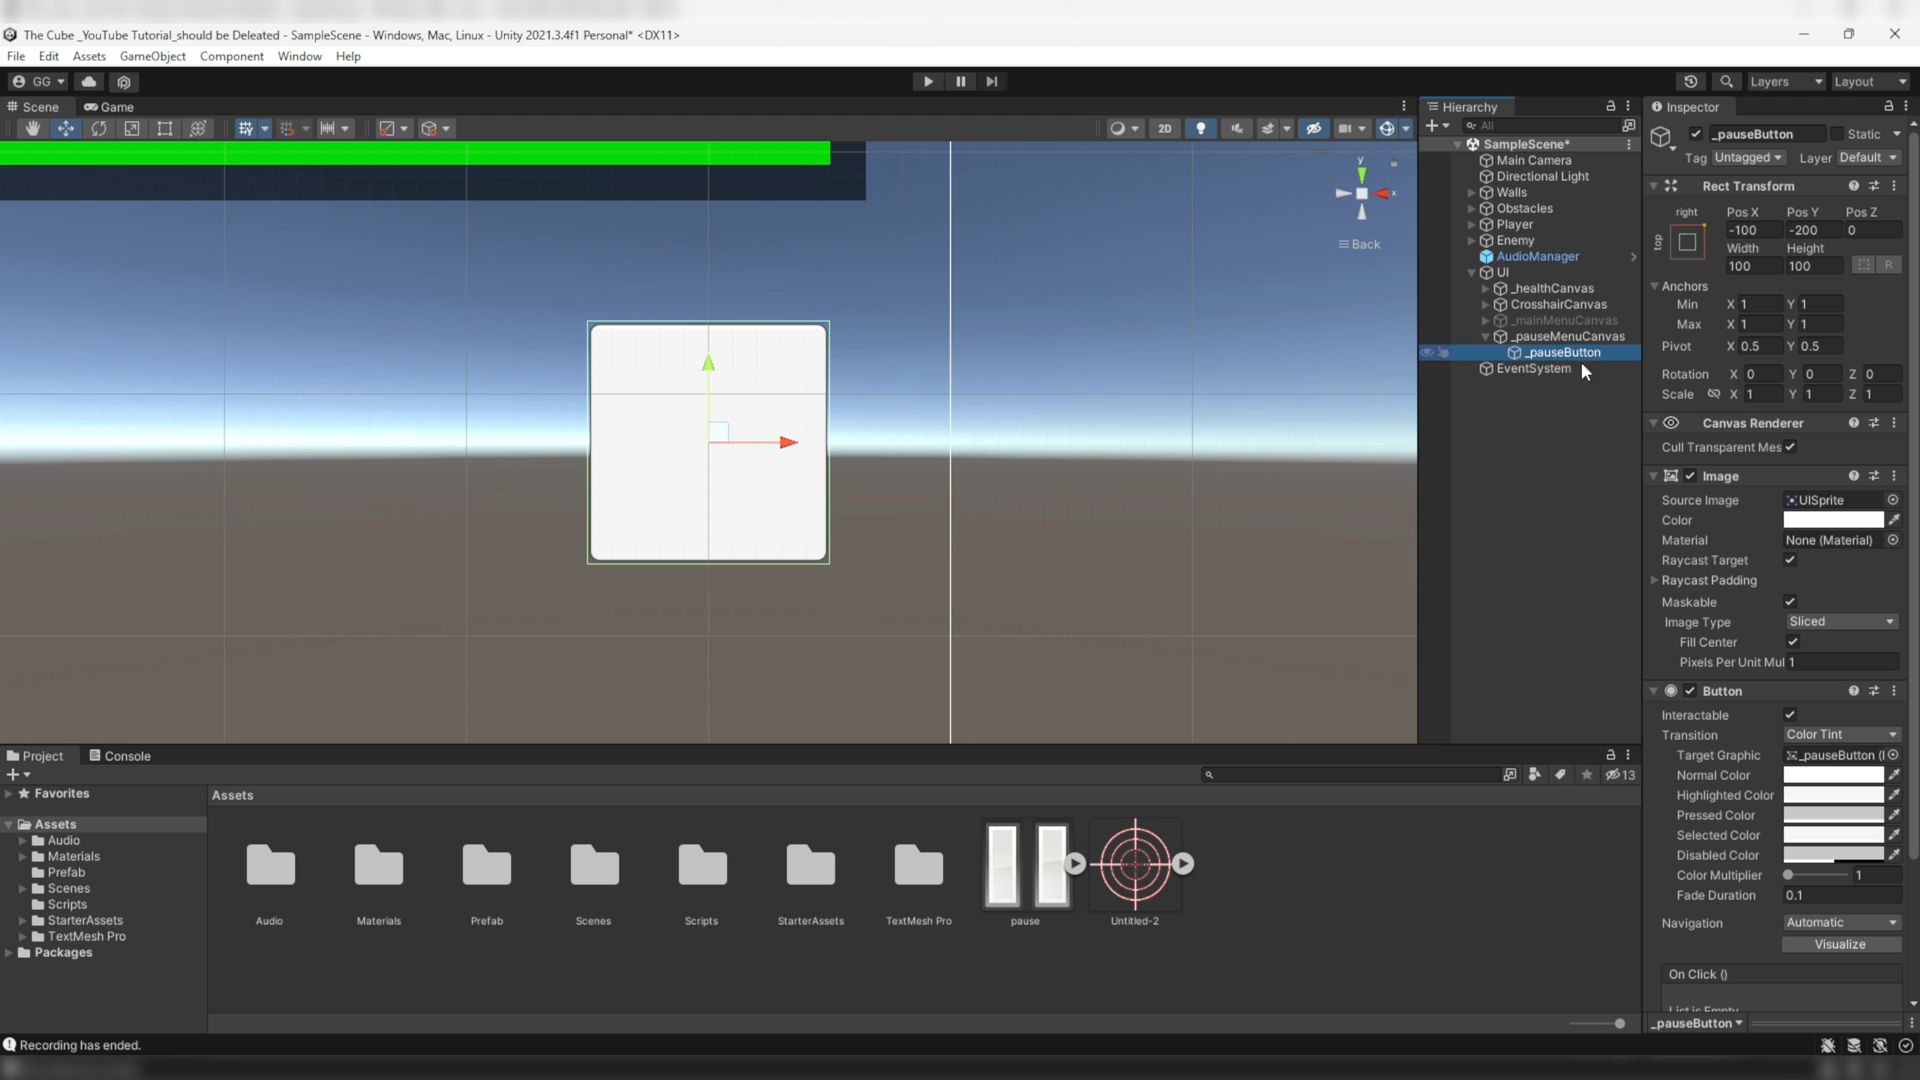 The Cube _YouTube Tutorial_should be Deleated - SampleScene - Windows, Mac, Linux - Unity 2021.3.4f1 Personal* <DX11>
File Edit Assets GameObject Component Window Help
GG
Layers
Layout
Scene
Game
Hierarchy
Inspector
2D
All
y
x
Back
SampleScene*
Main Camera
Directional Light
Walls
Obstacles
Player
Enemy
AudioManager
UI
_healthCanvas
CrosshairCanvas
_mainMenuCanvas
_pauseMenuCanvas
_pauseButton
EventSystem
_pauseButton
Static
Tag Untagged Layer Default
Rect Transform
right
top
Pos X Pos Y Pos Z
-100 -200 0
Width Height
100 100 R
Anchors
Min X 1 Y 1
Max X 1 Y 1
Pivot X 0.5 Y 0.5
Rotation X 0 Y 0 Z 0
Scale X 1 Y 1 Z 1
Canvas Renderer
Cull Transparent Mes
Image
Source Image UISprite
Color
Material None (Material)
Raycast Target
Raycast Padding
Maskable
Image Type Sliced
Fill Center
Pixels Per Unit Mul 1
Button
Interactable
Transition Color Tint
Target Graphic _pauseButton (I
Normal Color
Highlighted Color
Pressed Color
Selected Color
Disabled Color
Color Multiplier 1
Fade Duration 0.1
Navigation Automatic
Visualize
On Click ()
List is Empty
_pauseButton
Project
Console
13
Favorites
Assets
Audio
Materials
Prefab
Scenes
Scripts
StarterAssets
TextMesh Pro
Packages
Assets
Audio Materials Prefab Scenes Scripts StarterAssets TextMesh Pro pause Untitled-2
Recording has ended.